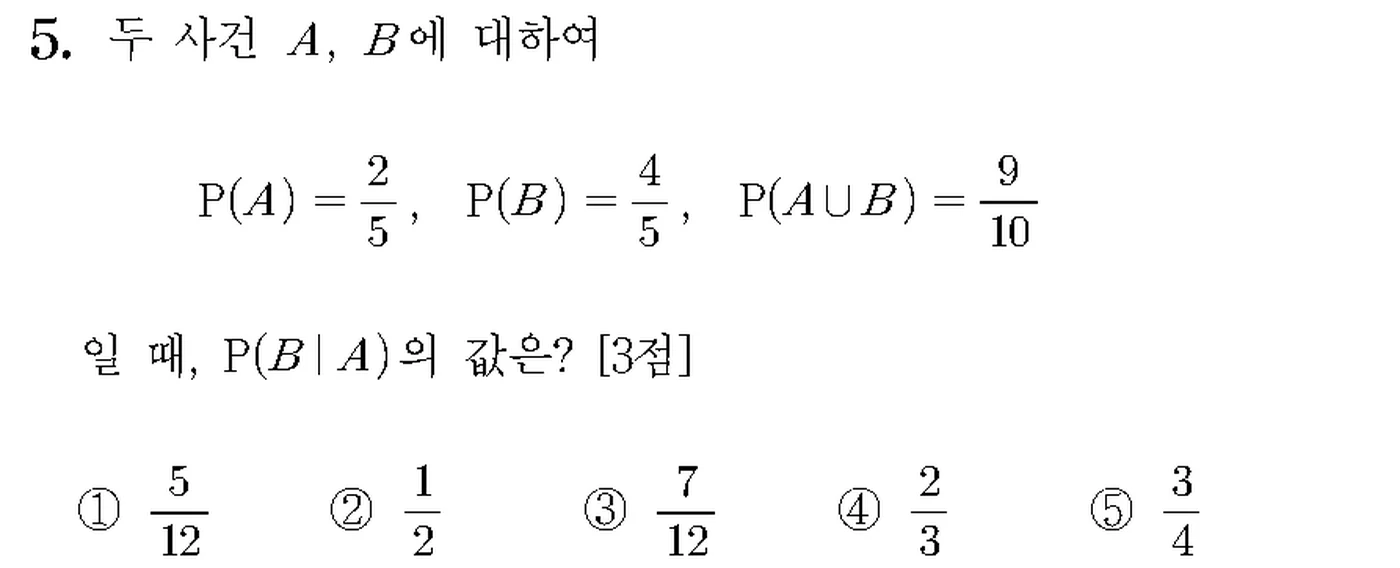 5. 두 사건 A, B에 대하여
P(A) = 2/5, P(B) = 4/5, P(A∪B) = 9/10
일 때, P(B|A)의 값은? [3점]
① 5/12 ② 1/2 ③ 7/12 ④ 2/3 ⑤ 3/4